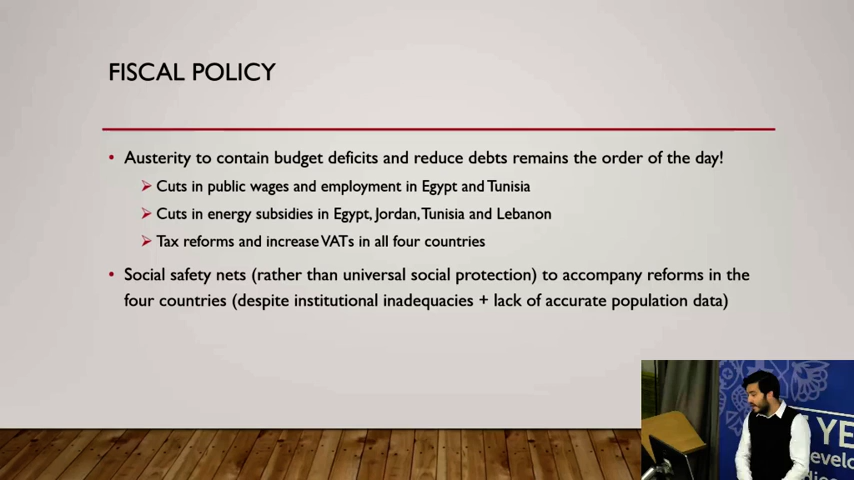 FISCAL POLICY
• Austerity to contain budget deficits and reduce debts remains the order of the day!
➢ Cuts in public wages and employment in Egypt and Tunisia
➢ Cuts in energy subsidies in Egypt, Jordan, Tunisia and Lebanon
➢ Tax reforms and increase VATs in all four countries
• Social safety nets (rather than universal social protection) to accompany reforms in the
four countries (despite institutional inadequacies + lack of accurate population data)
YE
evelo